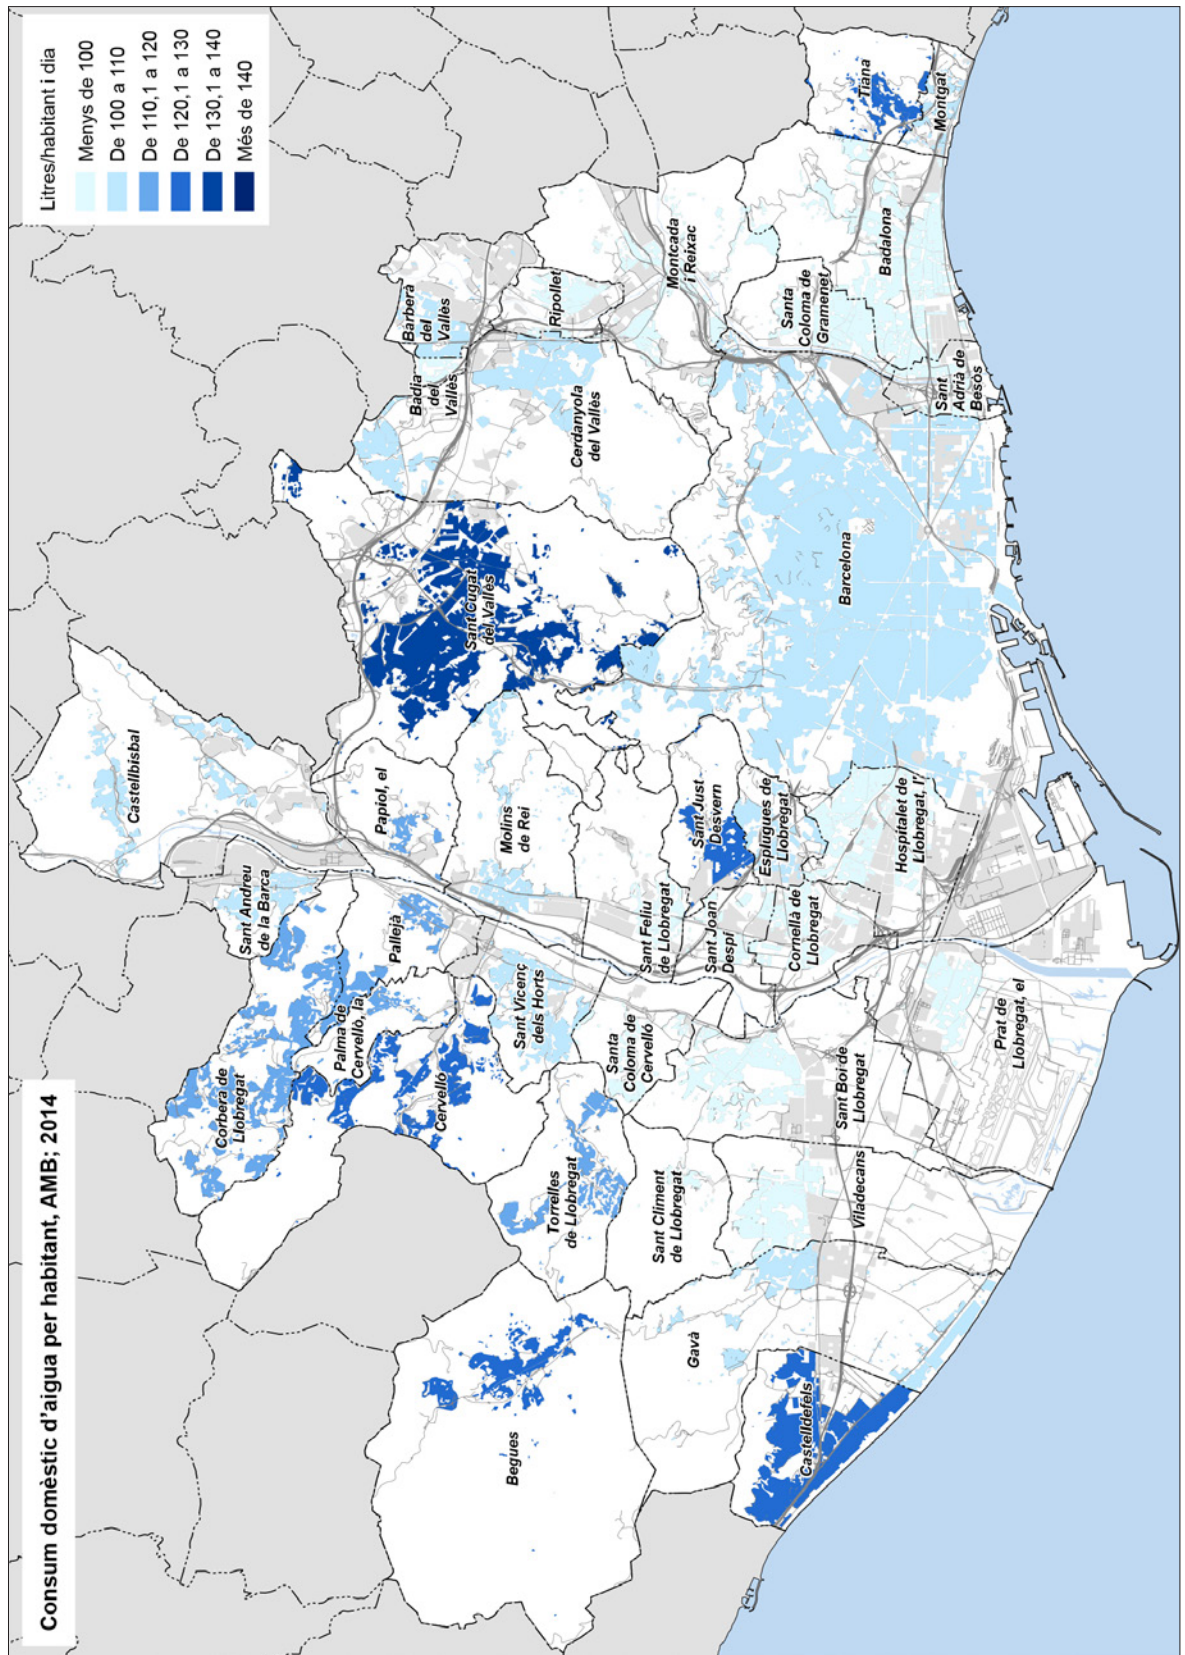 Consum domèstic d'aigua per habitant, AMB; 2014
Litres/habitant i dia
Menys de 100
De 100 a 110
De 110,1 a 120
De 120,1 a 130
De 130,1 a 140
Més de 140
Castellbisbal
Sant Andreu
de la Barca
Corbera de
Llobregat
Palma de
Cervelló, la
Pallejà
Papiol, el
Cervelló
Sant Vicenç
dels Horts
Molins
de Rei
Sant Cugat
del Vallès
Badia
del
Vallès
Barberà
del
Vallès
Ripollet
Cerdanyola
del Vallès
Montcada
i Reixac
Tiana
Montgat
Badalona
Santa
Coloma de
Gramenet
Sant
Adrià de
Besòs
Barcelona
Begues
Torrelles
de Llobregat
Santa
Coloma de
Cervelló
Sant Feliu
de Llobregat
Sant Just
Desvern
Sant Joan
Despí
Esplugues de
Llobregat
Cornellà de
Llobregat
Hospitalet de
Llobregat, l'
Sant Climent
de Llobregat
Gavà
Castelldefels
Viladecans
Sant Boi de
Llobregat
Prat de
Llobregat, el